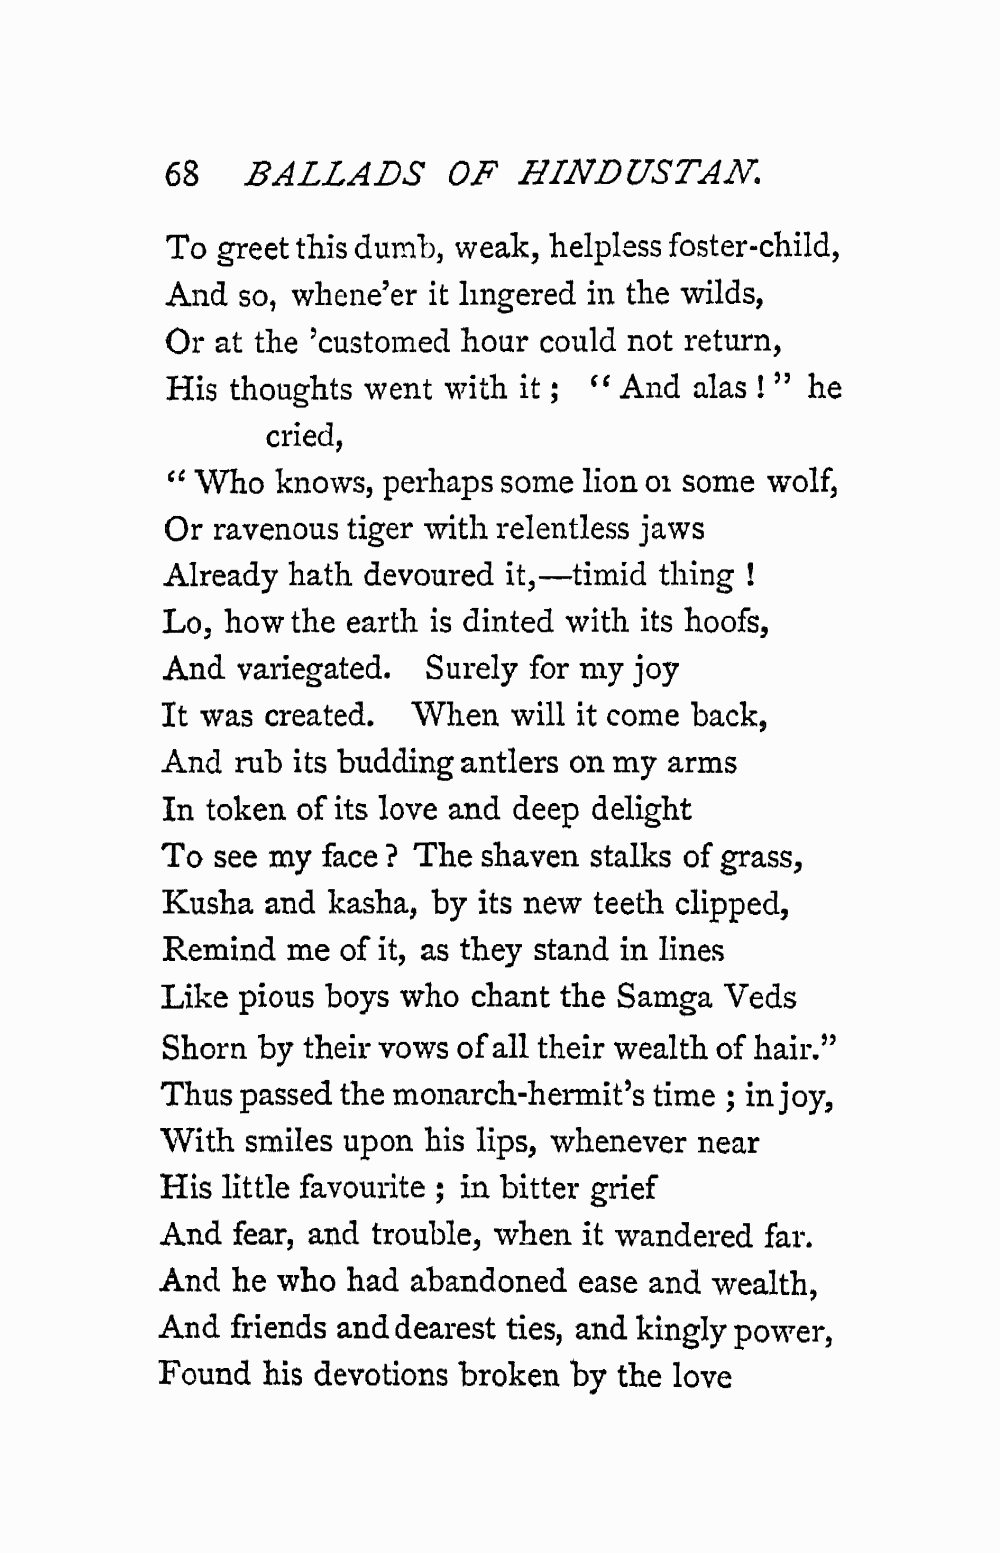 68 BALLADS OF HINDUSTAN.
To greet this dumb, weak, helpless foster-child,
And so, whene'er it lingered in the wilds,
Or at the 'customed hour could not return,
His thoughts went with it ; “ And alas ! ” he
cried,
“ Who knows, perhaps some lion or some wolf,
Or ravenous tiger with relentless jaws
Already hath devoured it,—timid thing !
Lo, how the earth is dinted with its hoofs,
And variegated. Surely for my joy
It was created. When will it come back,
And rub its budding antlers on my arms
In token of its love and deep delight
To see my face ? The shaven stalks of grass,
Kusha and kasha, by its new teeth clipped,
Remind me of it, as they stand in lines
Like pious boys who chant the Samga Veds
Shorn by their vows of all their wealth of hair.”
Thus passed the monarch-hermit's time ; in joy,
With smiles upon his lips, whenever near
His little favourite ; in bitter grief
And fear, and trouble, when it wandered far.
And he who had abandoned ease and wealth,
And friends and dearest ties, and kingly power,
Found his devotions broken by the love